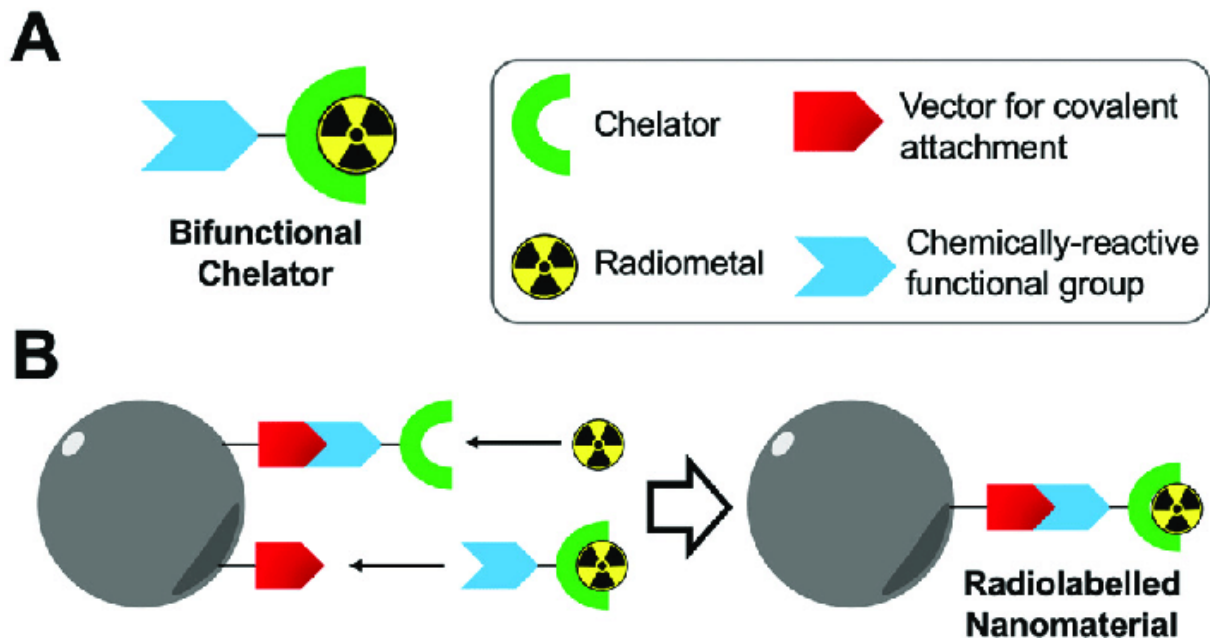 A
Bifunctional
Chelator
Chelator
Vector for covalent
attachment
Radiometal
Chemically-reactive
functional group
B
Radiolabelled
Nanomaterial